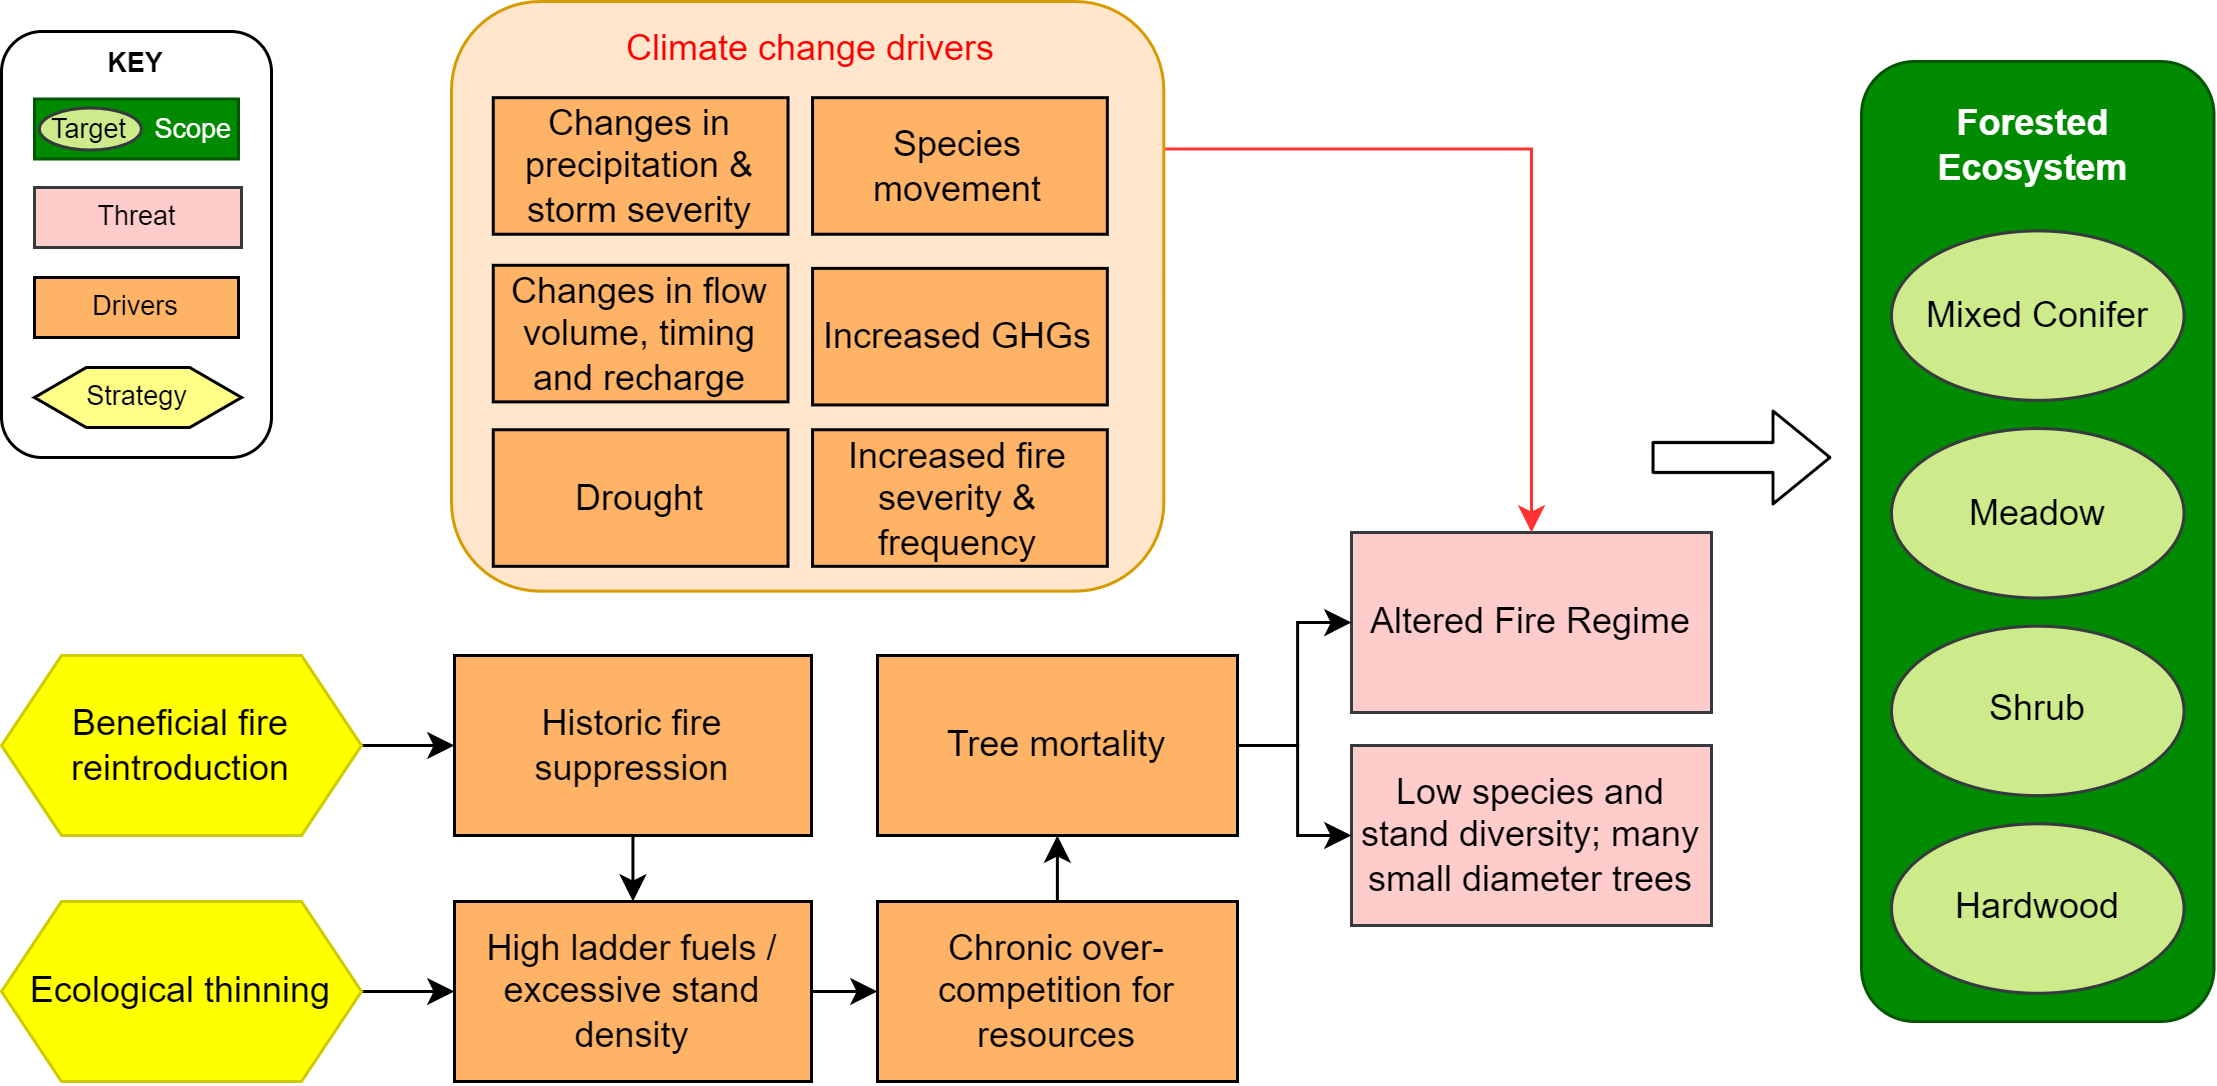 KEY
Target
Scope
Threat
Drivers
Strategy
Climate change drivers
Changes in
precipitation &
storm severity
Species
movement
Changes in flow
volume, timing
and recharge
Increased GHGs
Drought
Increased fire
severity &
frequency
Beneficial fire
reintroduction
Historic fire
suppression
Tree mortality
Altered Fire Regime
Ecological thinning
High ladder fuels /
excessive stand
density
Chronic over-
competition for
resources
Low species and
stand diversity; many
small diameter trees
Forested
Ecosystem
Mixed Conifer
Meadow
Shrub
Hardwood